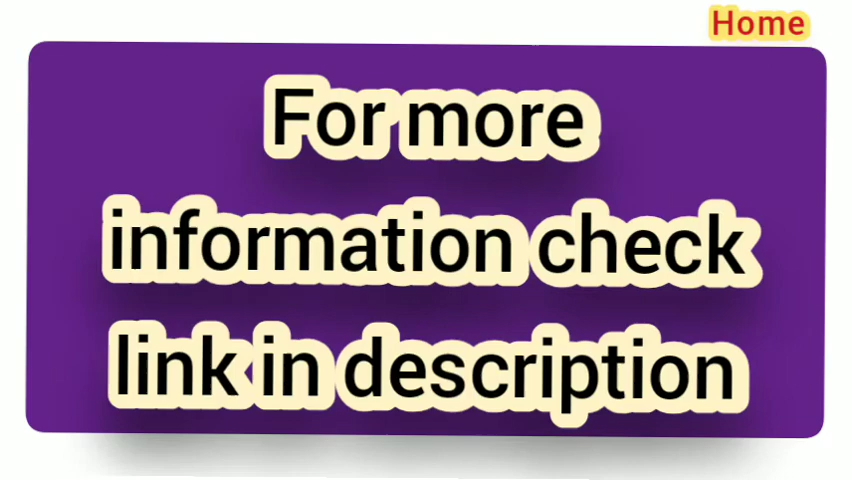 Home
For more
information check
link in description